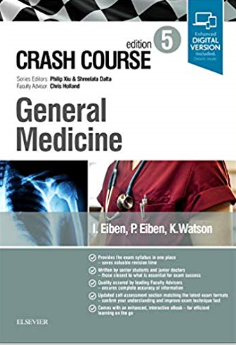 Enhanced
DIGITAL
VERSION
Included
edition 5
CRASH COURSE
Series Editors: Philip Xiu & Shreelata Datta
Faculty Advisor: Chris Holland
General
Medicine
I. Eiben, P. Eiben, K.Watson
Provides the exam syllabus in one place
– saves valuable revision time
Written by senior students and junior doctors
– those closest to what is essential for exam success
Quality assured by leading Faculty Advisors
– ensures complete accuracy of information
Updated self-assessment section matching the latest exam formats
– confirm your understanding and improve exam technique fast
Comes with an enhanced, interactive eBook – for efficient
learning on the go
ELSEVIER